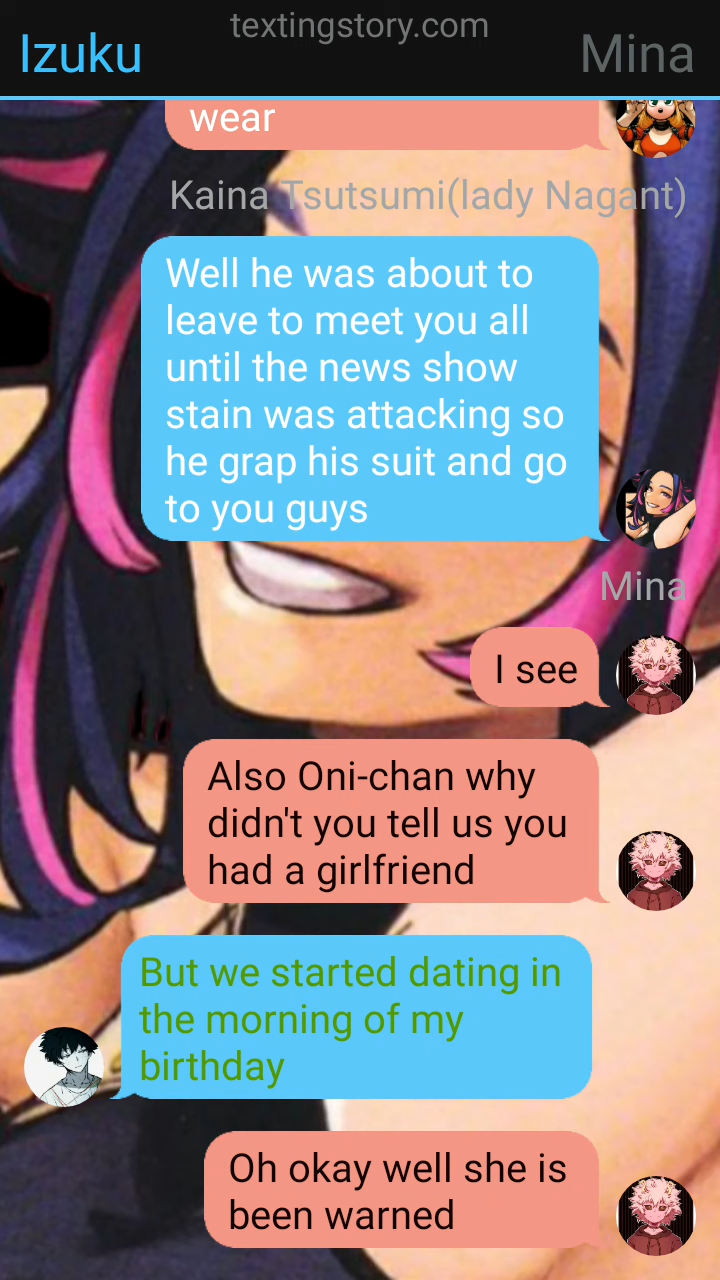 textingstory.com
Izuku
Mina
wear
Kaina Tsutsumi(lady Nagant)
Well he was about to
leave to meet you all
until the news show
stain was attacking so
he grap his suit and go
to you guys
Mina
I see
Also Oni-chan why
didn't you tell us you
had a girlfriend
But we started dating in
the morning of my
birthday
Oh okay well she is
been warned